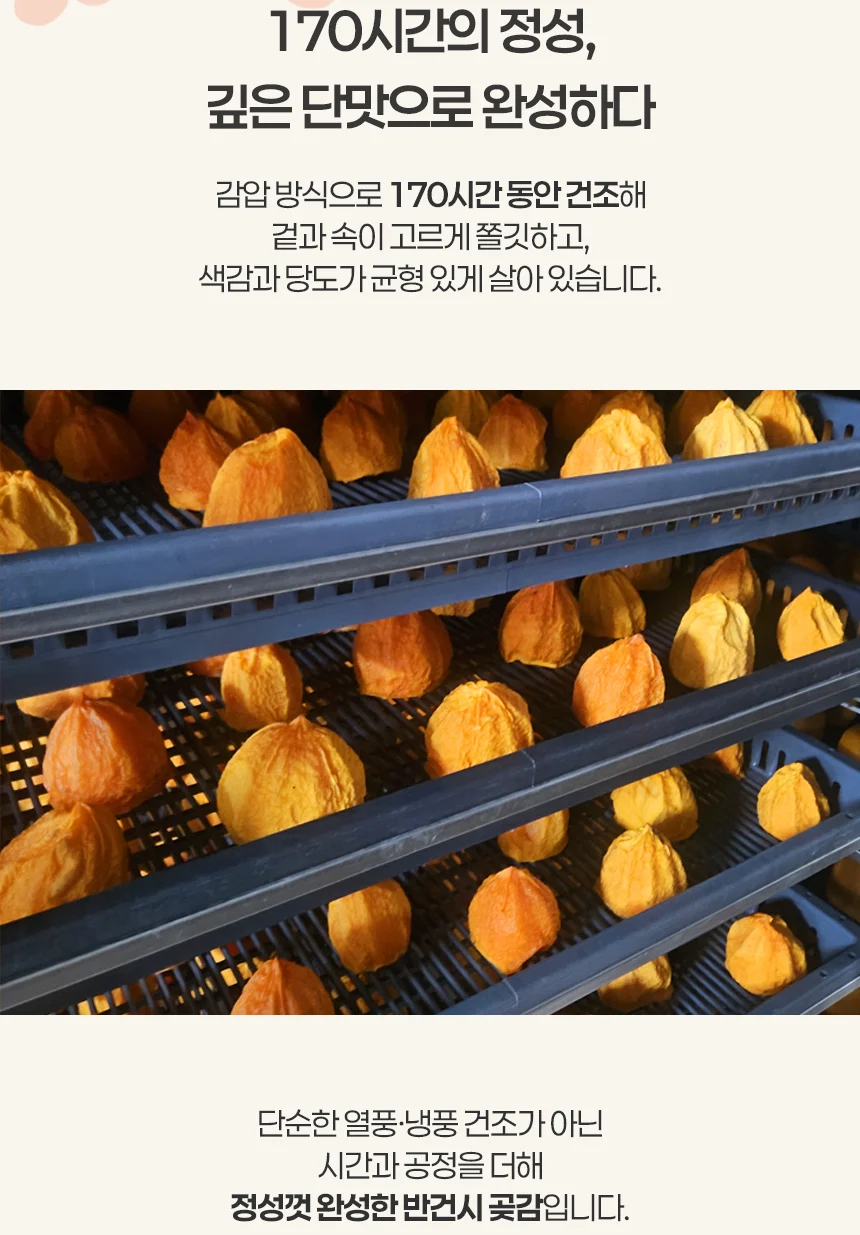 170시간의 정성,
깊은 단맛으로 완성하다
감압 방식으로 170시간 동안 건조해
겉과 속이 고르게 쫄깃하고,
색감과 당도가 균형 있게 살아 있습니다.
단순한 열풍·냉풍 건조가 아닌
시간과 공정을 더해
정성껏 완성한 반건시 곶감입니다.